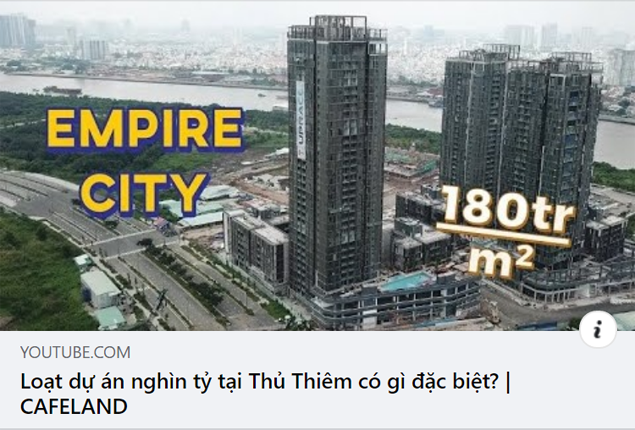 EMPIRE
CITY
180tr
m²
YOUTUBE.COM
Loạt dự án nghìn tỷ tại Thủ Thiêm có gì đặc biệt? |
CAFELAND